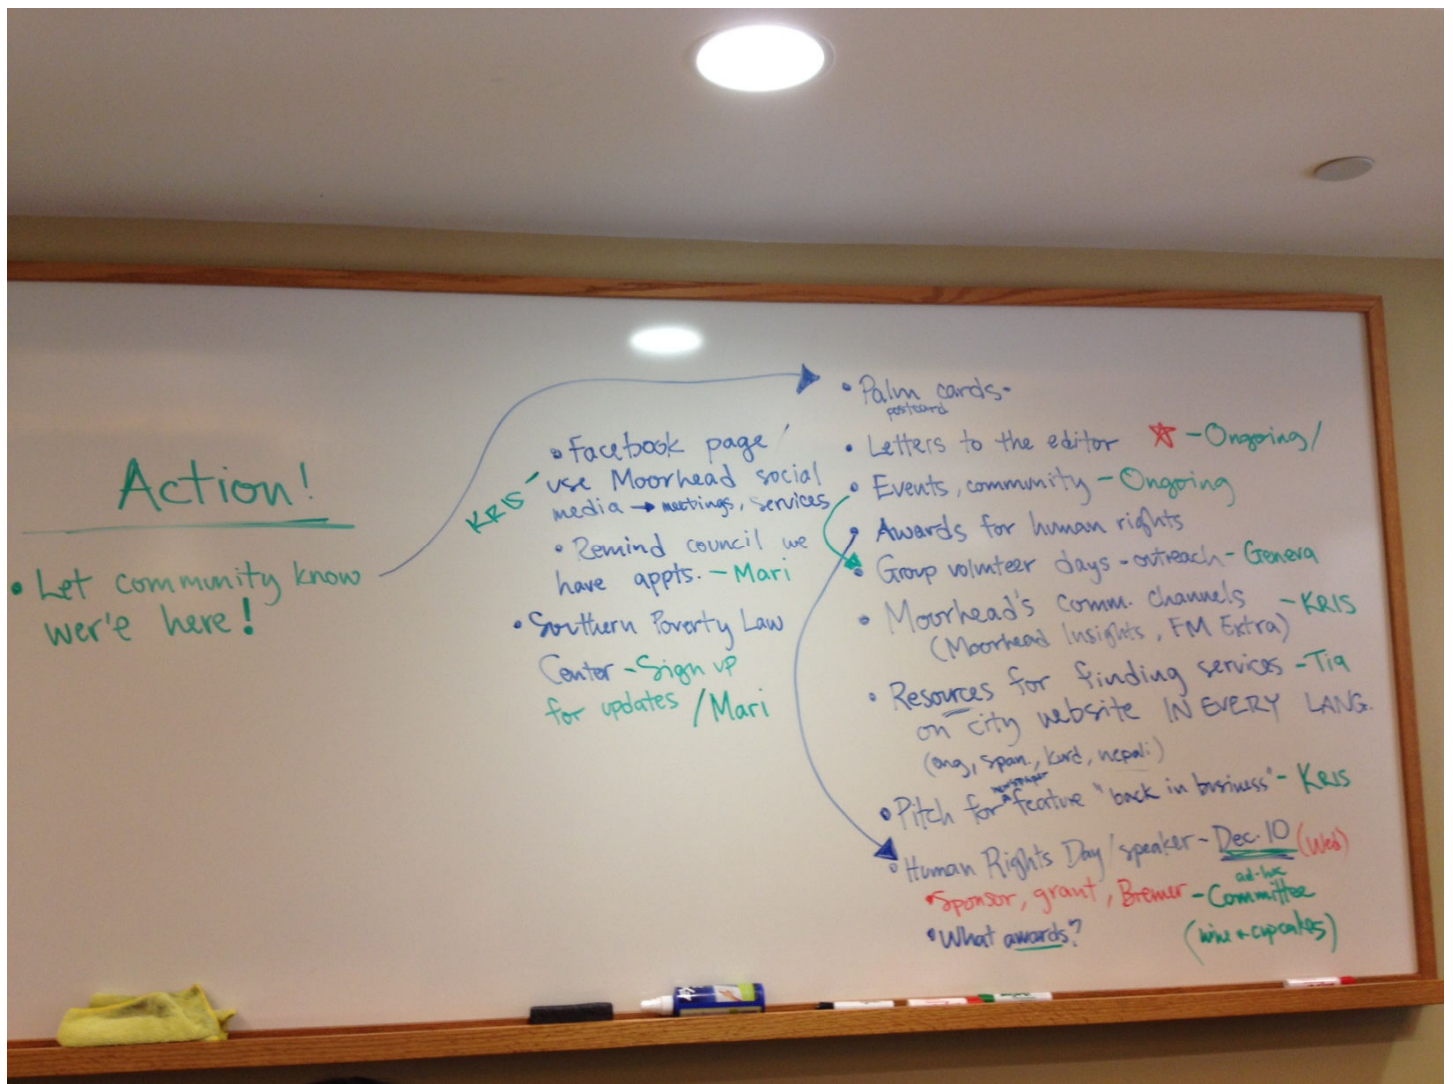 Action!
• Let community know
wer'e here!
KRIS -
• Facebook page /
use Moorhead social
media → meetings, services
• Remind council we
have appts. - Mari
• Southern Poverty Law
Center - Sign up
for updates / Mari
• Palm cards -
postcard
• Letters to the editor ☆ - Ongoing /
• Events, community - Ongoing
• Awards for human rights
• Group volunteer days - outreach - Geneva
• Moorhead's comm. channels - KRIS
(Moorhead Insights, FM Extra)
• Resources for finding services - Tia
on city website IN EVERY LANG.
(eng, span., kurd, nepali)
newspaper
• Pitch for ^ feature "back in business" - KRIS
• Human Rights Day / speaker - Dec. 10 (Wed)
ad-hoc
• Sponsor, grant, Bremer - Committee
• What awards? (wine & cupcakes)